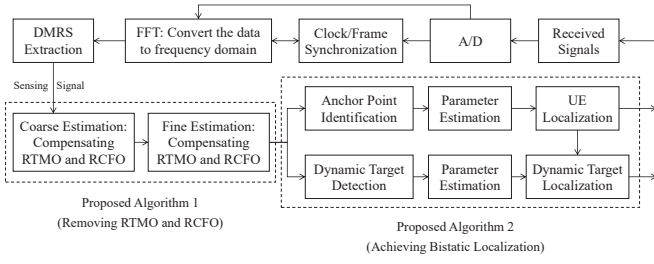 DMRS
Extraction
FFT: Convert the data
to frequency domain
Clock/Frame
Synchronization
A/D
Received
Signals
Sensing
Signal
Coarse Estimation:
Compensating
RTMO and RCFO
Fine Estimation:
Compensating
RTMO and RCFO
Anchor Point
Identification
Parameter
Estimation
UE
Localization
Dynamic Target
Detection
Parameter
Estimation
Dynamic Target
Localization
Proposed Algorithm 1
(Removing RTMO and RCFO)
Proposed Algorithm 2
(Achieving Bistatic Localization)